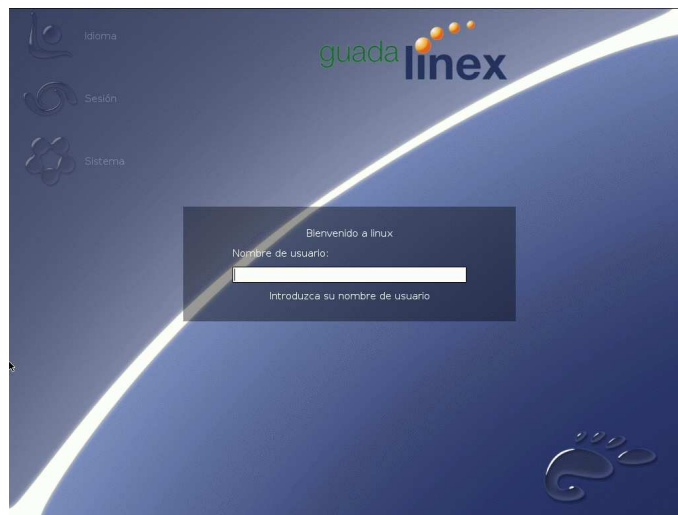 Idioma
guada linex
Sesión
Sistema
Bienvenido a linux
Nombre de usuario:
Introduzca su nombre de usuario